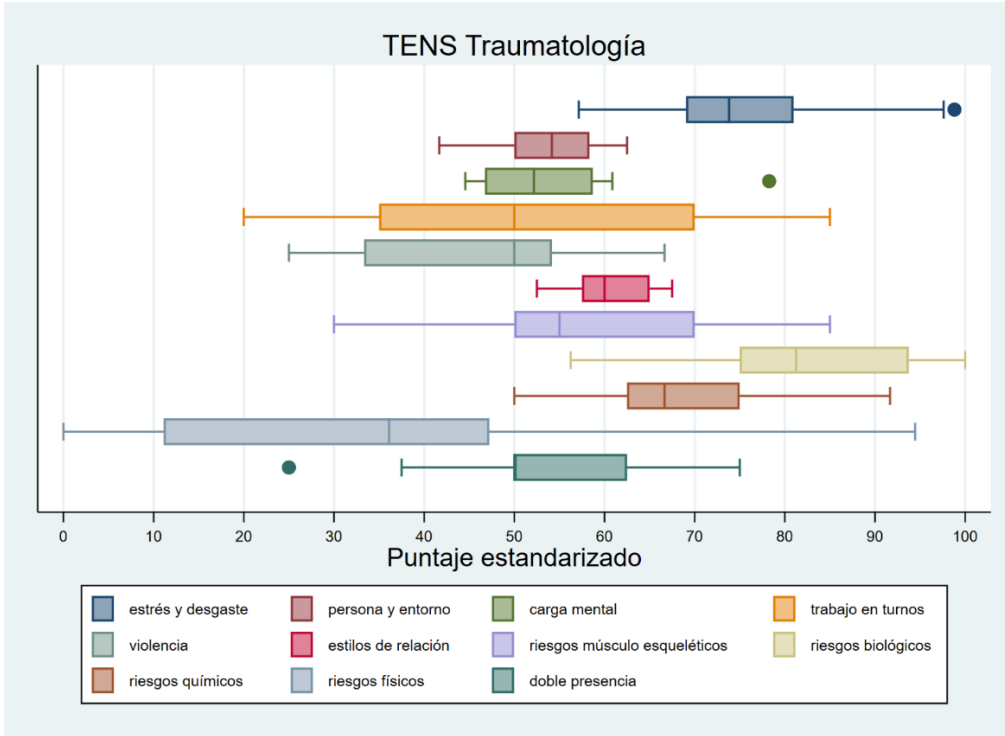 TENS Traumatología
0 10 20 30 40 50 60 70 80 90 100
Puntaje estandarizado
estrés y desgaste persona y entorno carga mental trabajo en turnos
violencia estilos de relación riesgos músculo esqueléticos riesgos biológicos
riesgos químicos riesgos físicos doble presencia